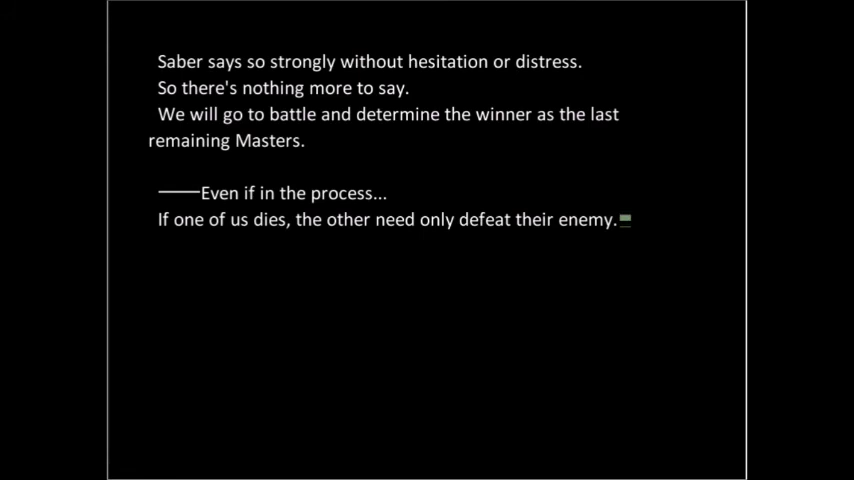 Saber says so strongly without hesitation or distress.
So there's nothing more to say.
We will go to battle and determine the winner as the last
remaining Masters.
───Even if in the process...
If one of us dies, the other need only defeat their enemy.